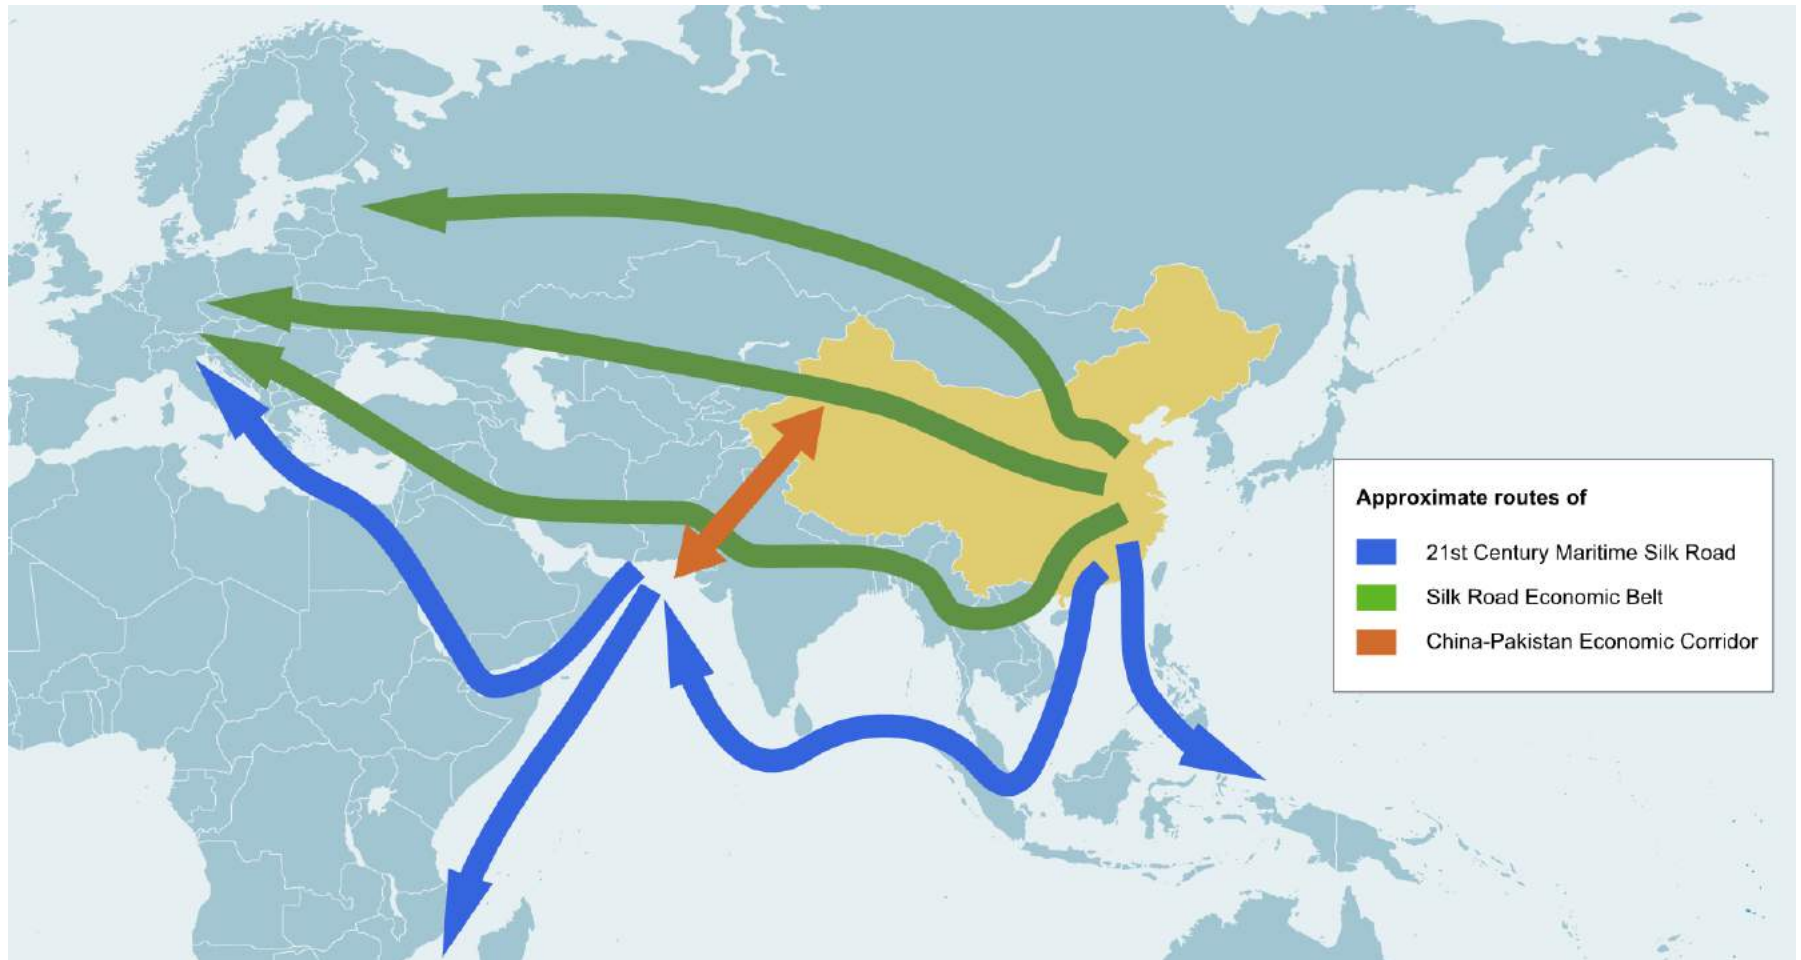 Approximate routes of
21st Century Maritime Silk Road
Silk Road Economic Belt
China-Pakistan Economic Corridor